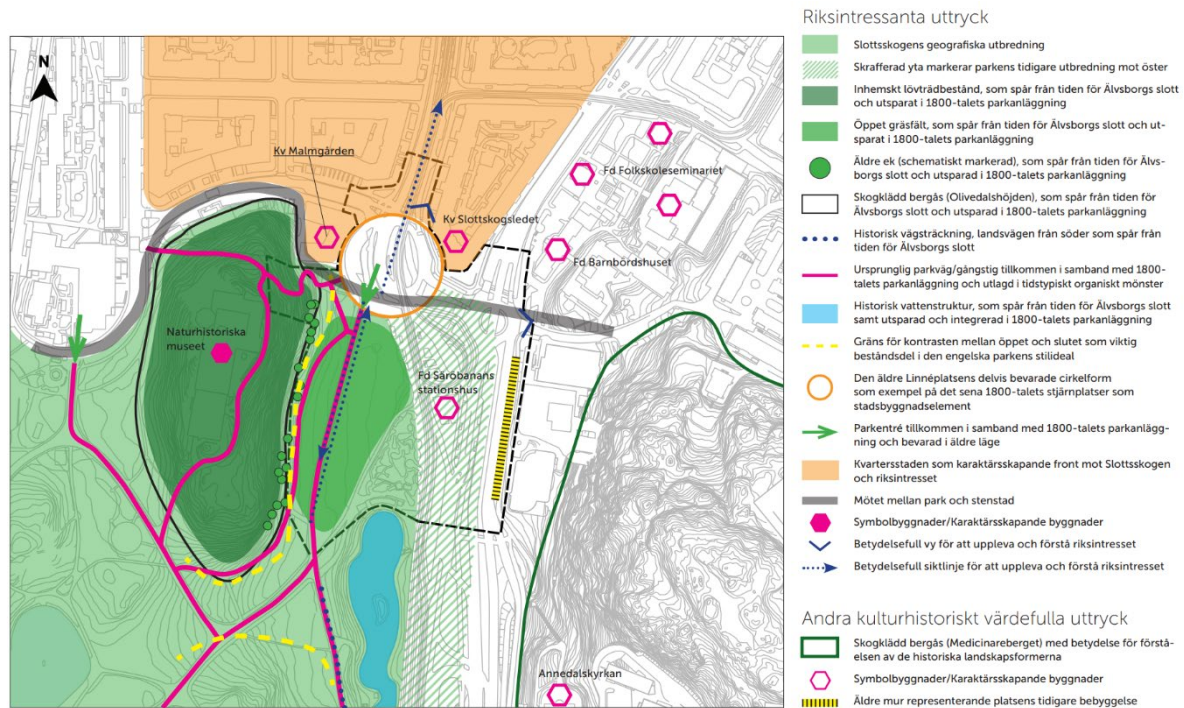 N
Kv Malmgården
Fd Folkskoleseminariet
Kv Slottskogsledet
Fd Barnbördshuset
Naturhistoriska
museet
Fd Säröbanans
stationshus
Annedalskyrkan
Riksintressanta uttryck
Slottsskogens geografiska utbredning
Skrafferad yta markerar parkens tidigare utbredning mot öster
Inhemskt lövträdbestånd, som spår från tiden för Älvsborgs slott
och utsparat i 1800-talets parkanläggning
Öppet gräsfält, som spår från tiden för Älvsborgs slott och ut-
sparat i 1800-talets parkanläggning
Äldre ek (schematiskt markerad), som spår från tiden för Älvs-
borgs slott och utsparad i 1800-talets parkanläggning
Skogklädd bergås (Olivedalshöjden), som spår från tiden för
Älvsborgs slott och utsparad i 1800-talets parkanläggning
Historisk vägsträckning, landsvägen från söder som spår från
tiden för Älvsborgs slott
Ursprunglig parkväg/gångstig tillkommen i samband med 1800-
talets parkanläggning och utlagd i tidstypiskt organiskt mönster
Historisk vattenstruktur, som spår från tiden för Älvsborgs slott
samt utsparad och integrerad i 1800-talets parkanläggning
Gräns för kontrasten mellan öppet och slutet som viktig
beståndsdel i den engelska parkens stilideal
Den äldre Linnéplatsens delvis bevarade cirkelform
som exempel på det sena 1800-talets stjärnplatser som
stadsbyggnadselement
Parkentré tillkommen i samband med 1800-talets parkanlägg-
ning och bevarad i äldre läge
Kvartersstaden som karaktärsskapande front mot Slottsskogen
och riksintresset
Mötet mellan park och stenstad
Symbolbyggnader/Karaktärsskapande byggnader
Betydelsefull vy för att uppleva och förstå riksintresset
Betydelsefull siktlinje för att uppleva och förstå riksintresset
Andra kulturhistoriskt värdefulla uttryck
Skogklädd bergås (Medicinareberget) med betydelse för förstå-
elsen av de historiska landskapsformerna
Symbolbyggnader/Karaktärsskapande byggnader
Äldre mur representerande platsens tidigare bebyggelse